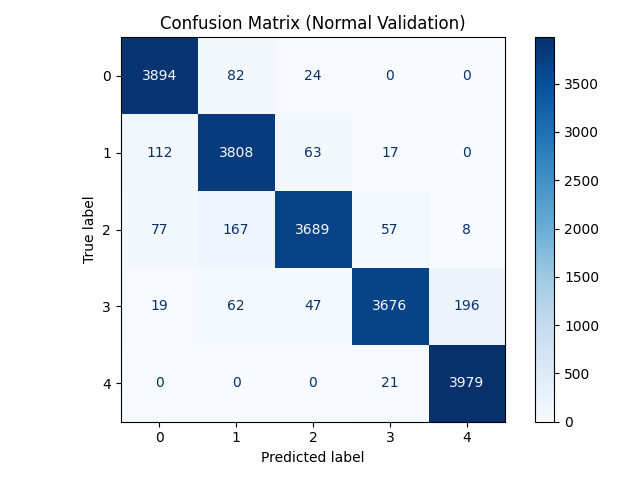 Confusion Matrix (Normal Validation)
0 3894 82 24 0 0
1 112 3808 63 17 0
2 77 167 3689 57 8
3 19 62 47 3676 196
4 0 0 0 21 3979
0 1 2 3 4
Predicted label
True label
3500
3000
2500
2000
1500
1000
500
0